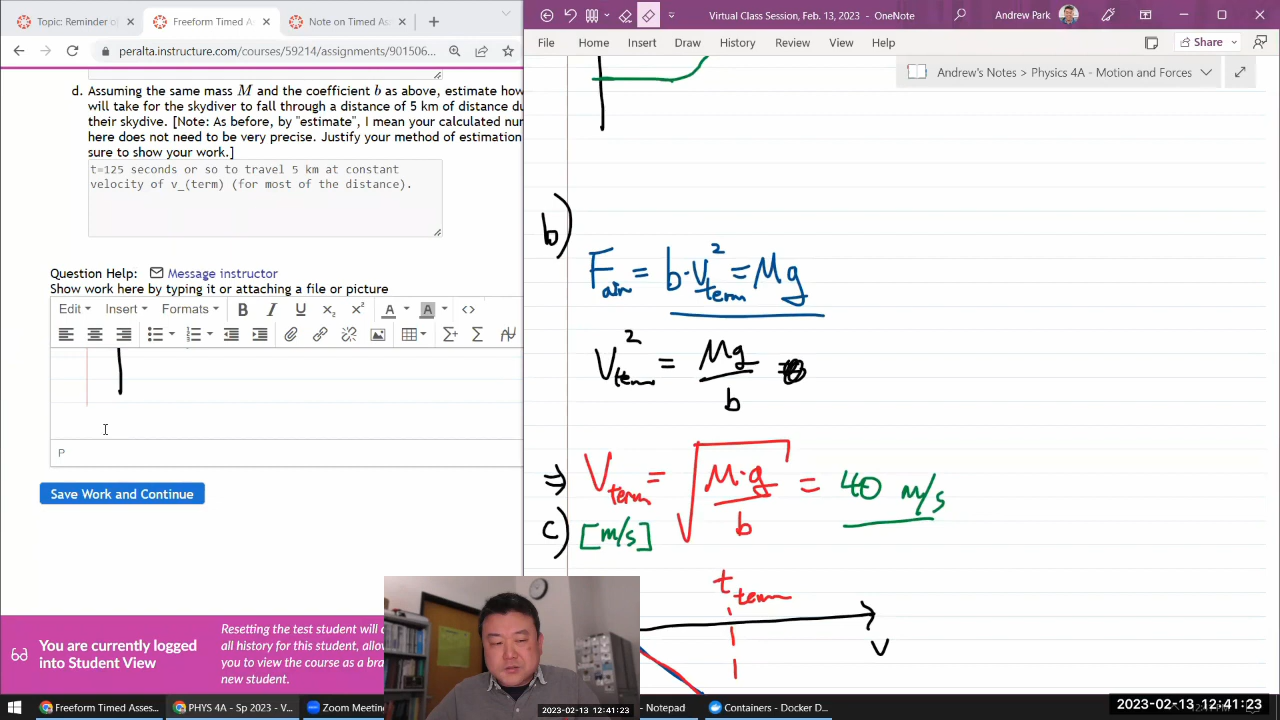 Topic: Reminder o
Freeform Timed A
Note on Timed As
Virtual Class Session, Feb. 13, 2023 - OneNote
Andrew Park
peralta.instructure.com/courses/59214/assignments/901506...
File Home Insert Draw History Review View Help
Share
Andrew's Notes > Physics 4A - Motion and Forces
d. Assuming the same mass M and the coefficient b as above, estimate how
will take for the skydiver to fall through a distance of 5 km of distance du
their skydive. [Note: As before, by "estimate", I mean your calculated nur
here does not need to be very precise. Justify your method of estimation
sure to show your work.]
t=125 seconds or so to travel 5 km at constant
velocity of v_(term) (for most of the distance).
Question Help: Message instructor
Show work here by typing it or attaching a file or picture
Edit Insert Formats B I U x₂ x² A A <>
P
Save Work and Continue
b)
F_air = b·V_term² = Mg
V_term² = Mg/b
⇒ V_term = √(M·g/b) = 40 m/s
c) [m/s]
t_term
v
You are currently logged
into Student View
Resetting the test student will c
all history for this student, allow
you to view the course as a bra
new student.
2023-02-13 12:41:23
Freeform Timed Asses...
PHYS 4A - Sp 2023 - V...
Zoom Meeting
- Notepad
Containers - Docker D...
2023-02-13 12:41:23